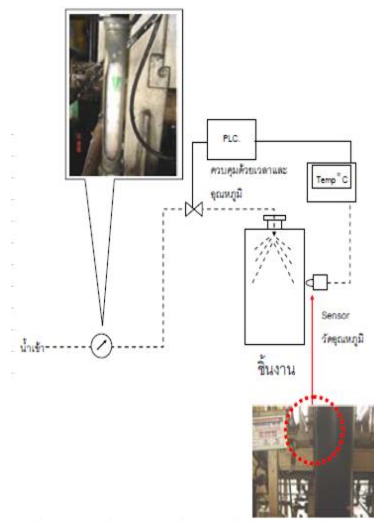 PLC.
ควบคุมด้วยเวลาและ
อุณหภูมิ
Temp °C
น้ำเข้า
Sensor
วัดอุณหภูมิ
ชิ้นงาน